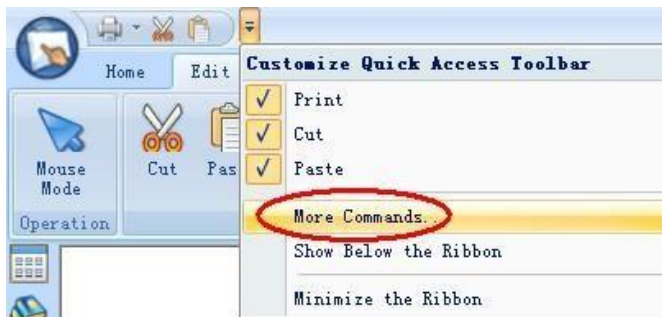 Home Edit
Customize Quick Access Toolbar
Print
Cut
Paste
More Commands..
Show Below the Ribbon
Minimize the Ribbon
Mouse
Mode
Cut
Pas
Operation